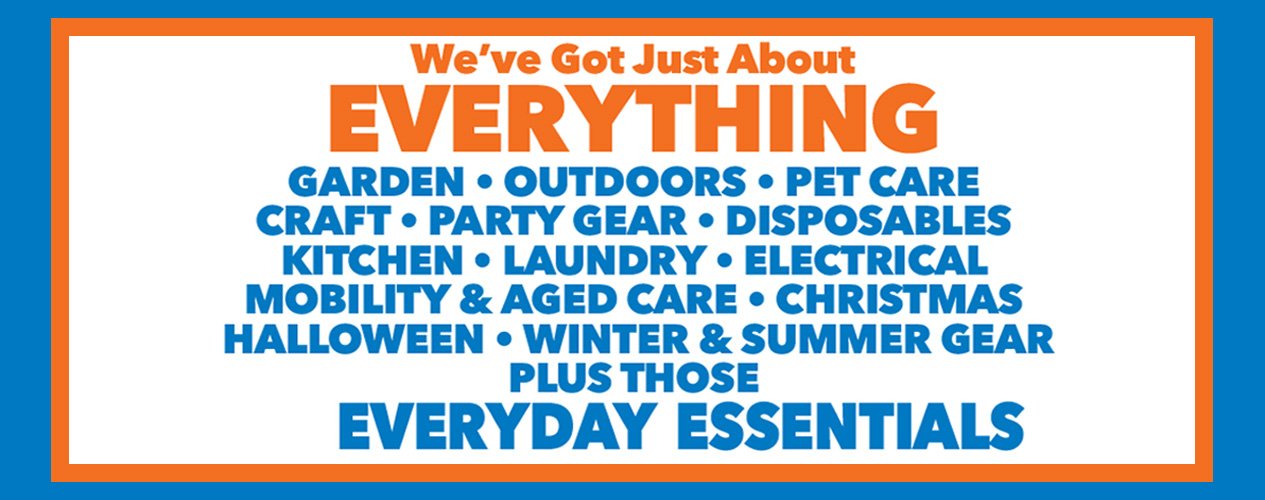 We've Got Just About
EVERYTHING
GARDEN • OUTDOORS • PET CARE
CRAFT • PARTY GEAR • DISPOSABLES
KITCHEN • LAUNDRY • ELECTRICAL
MOBILITY & AGED CARE • CHRISTMAS
HALLOWEEN • WINTER & SUMMER GEAR
PLUS THOSE
EVERYDAY ESSENTIALS